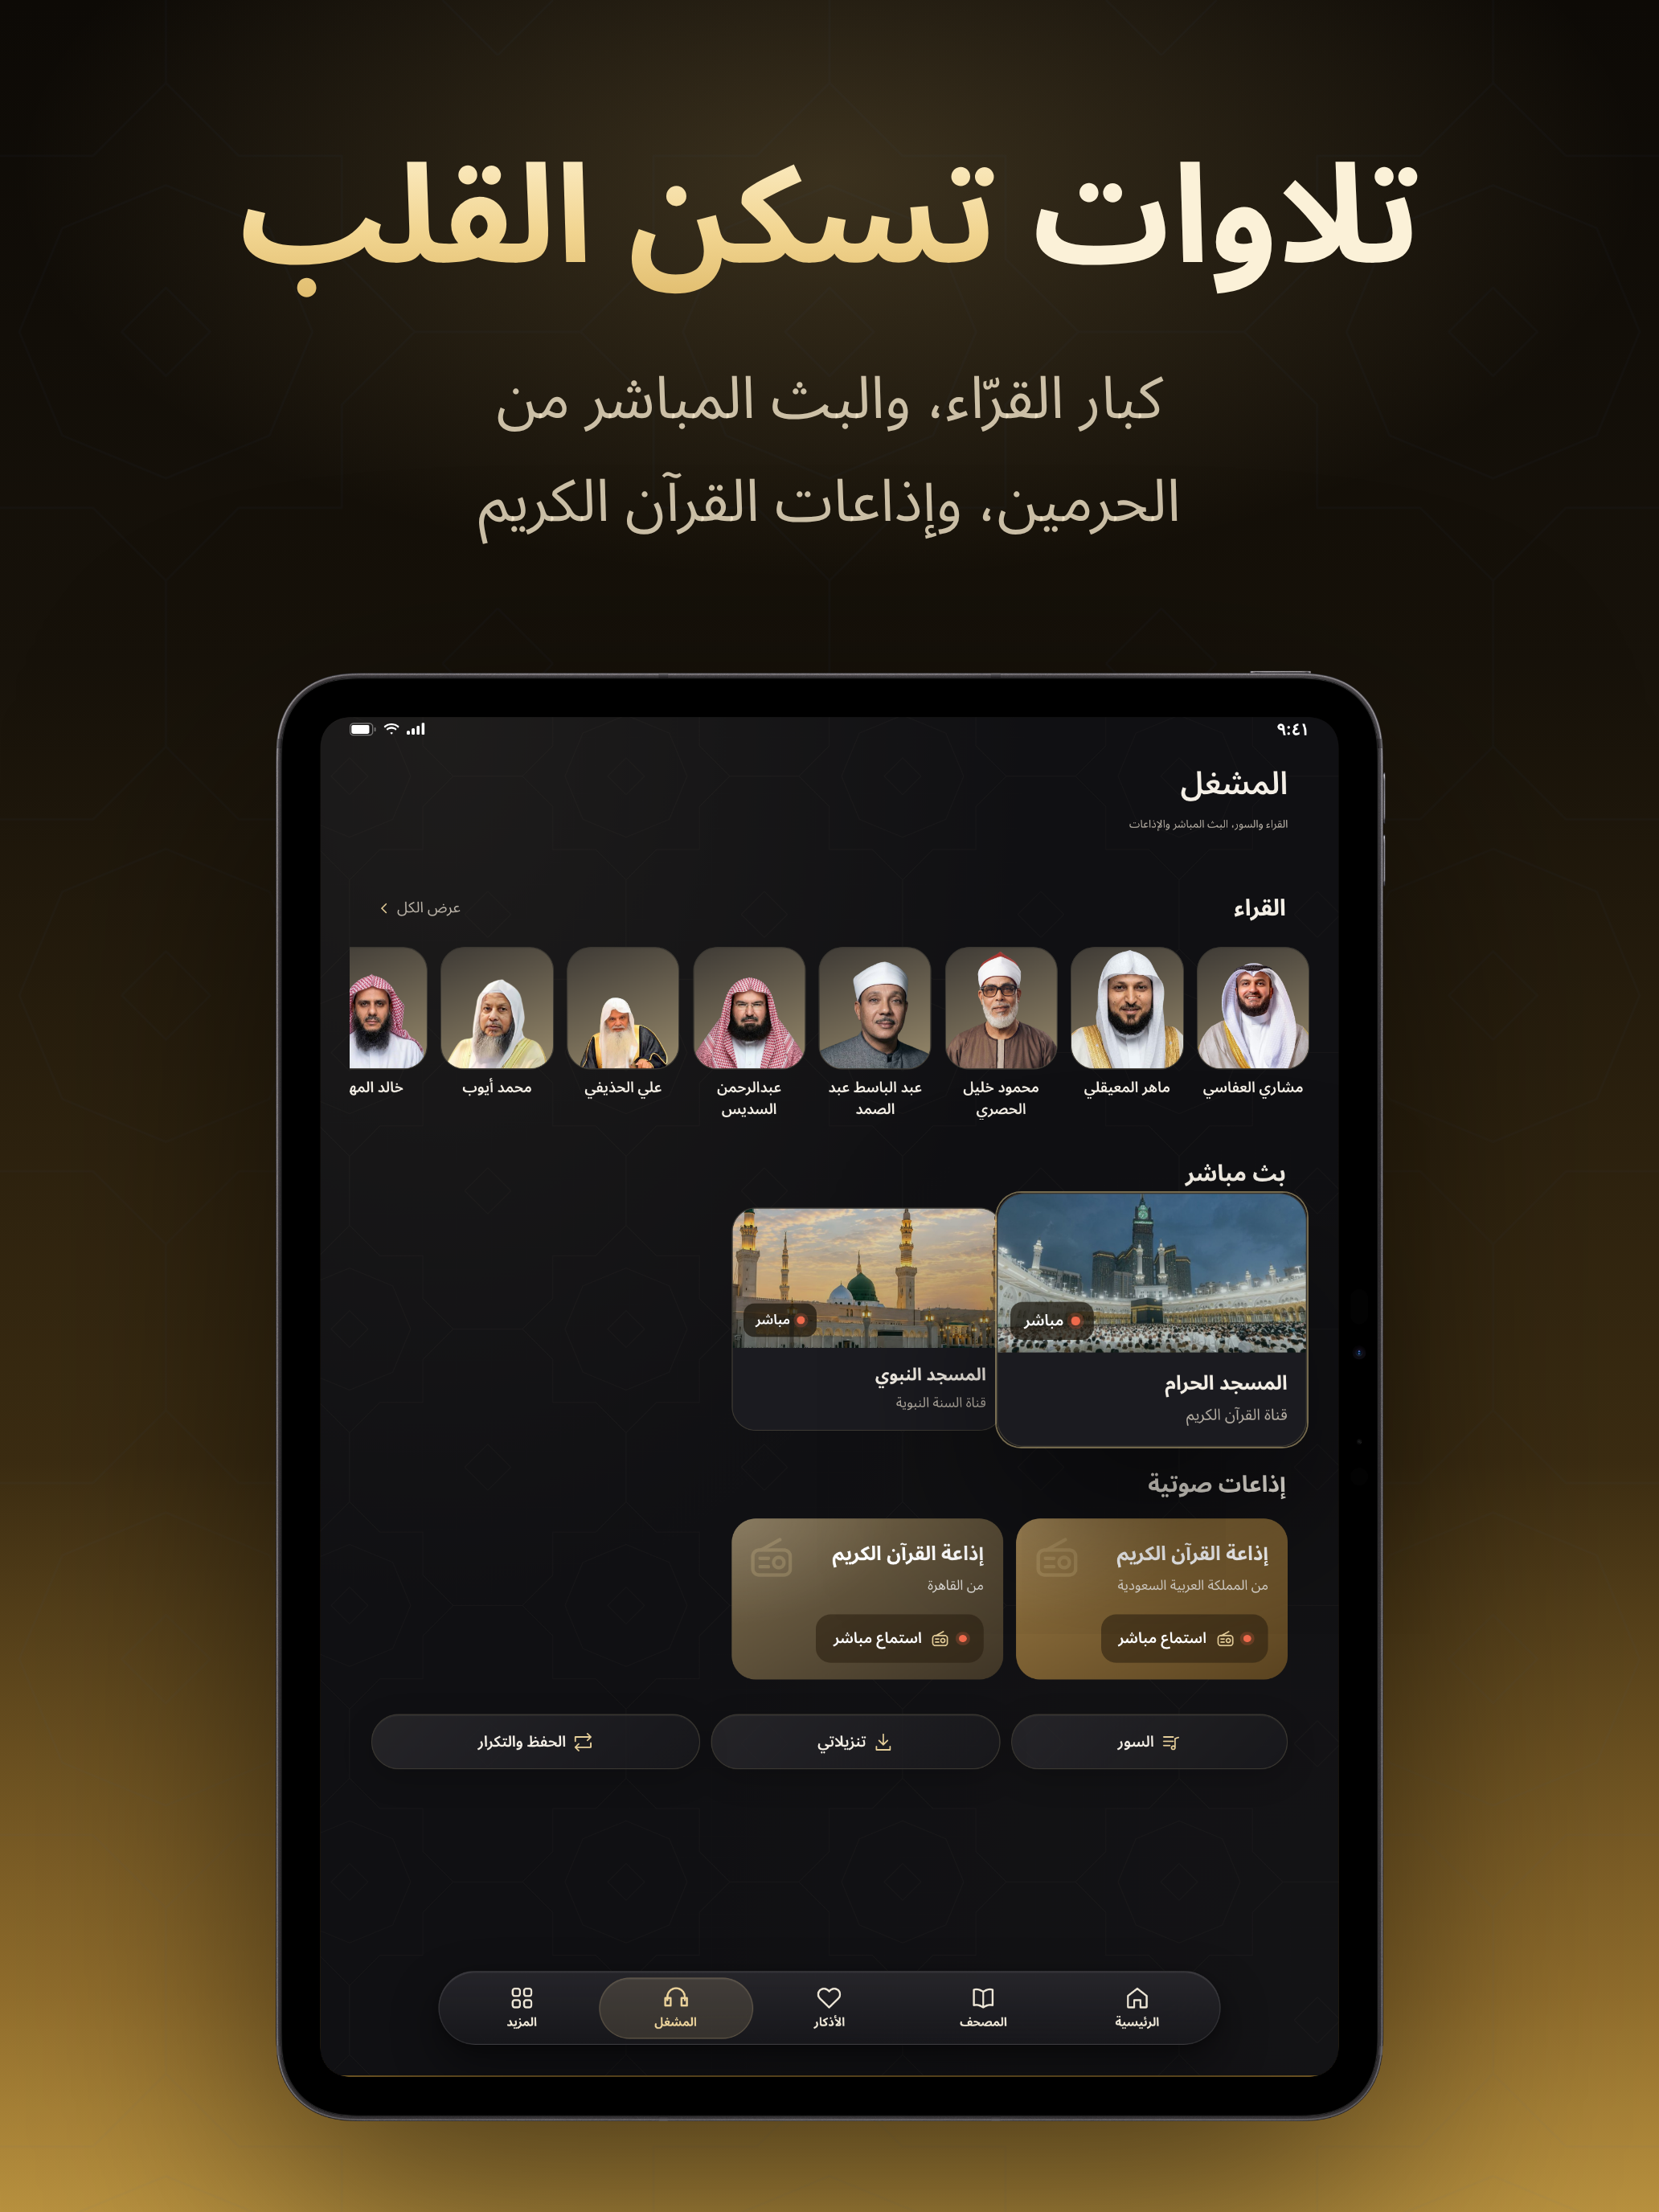 تلاوات تسكن القلب
كبار القرّاء، والبث المباشر من
الحرمين، وإذاعات القرآن الكريم
٩:٤١
المشغل
القراء والسور، البث المباشر والإذاعات
القراء
عرض الكل
مشاري العفاسي
ماهر المعيقلي
محمود خليل
الحصري
عبد الباسط عبد
الصمد
عبدالرحمن
السديس
علي الحذيفي
محمد أيوب
خالد المه
بث مباشر
مباشر
المسجد الحرام
قناة القرآن الكريم
مباشر
المسجد النبوي
قناة السنة النبوية
إذاعات صوتية
إذاعة القرآن الكريم
من المملكة العربية السعودية
استماع مباشر
إذاعة القرآن الكريم
من القاهرة
استماع مباشر
السور
تنزيلاتي
الحفظ والتكرار
الرئيسية
المصحف
الأذكار
المشغل
المزيد